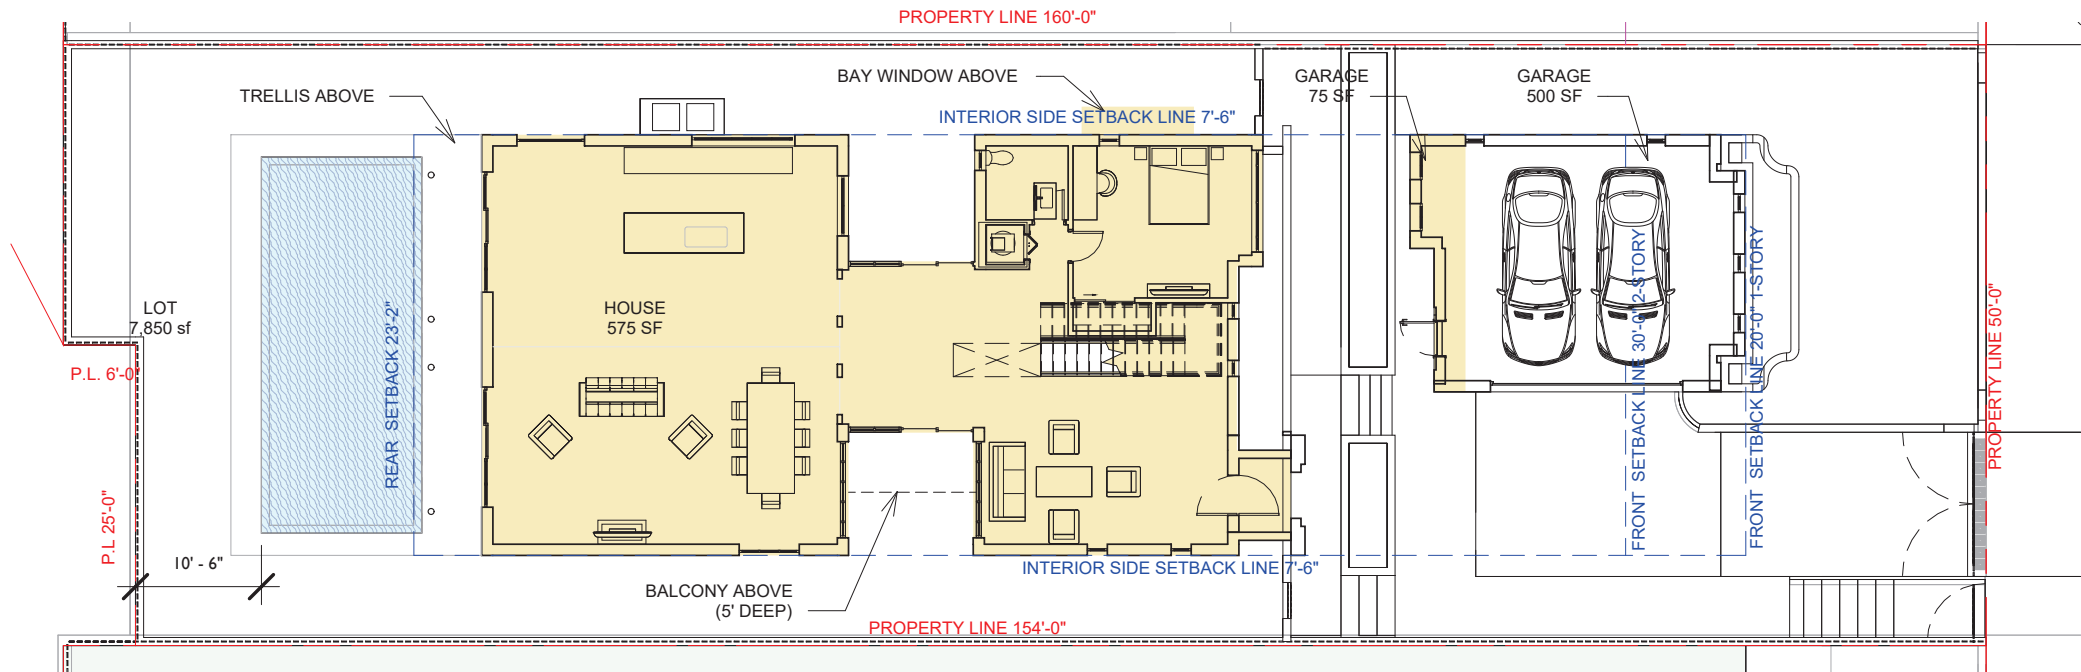 PROPERTY LINE 160'-0"
TRELLIS ABOVE
BAY WINDOW ABOVE
INTERIOR SIDE SETBACK LINE 7'-6"
GARAGE
75 SF
GARAGE
500 SF
LOT
7,850 sf
HOUSE
575 SF
P.L. 6'-0"
REAR SETBACK 23'-2"
P.L 25'-0"
10' - 6"
BALCONY ABOVE
(5' DEEP)
INTERIOR SIDE SETBACK LINE 7'-6"
PROPERTY LINE 154'-0"
FRONT SETBACK LINE 30'-0" 2-STORY
FRONT SETBACK LINE 20'-0" 1-STORY
PROPERTY LINE 50'-0"